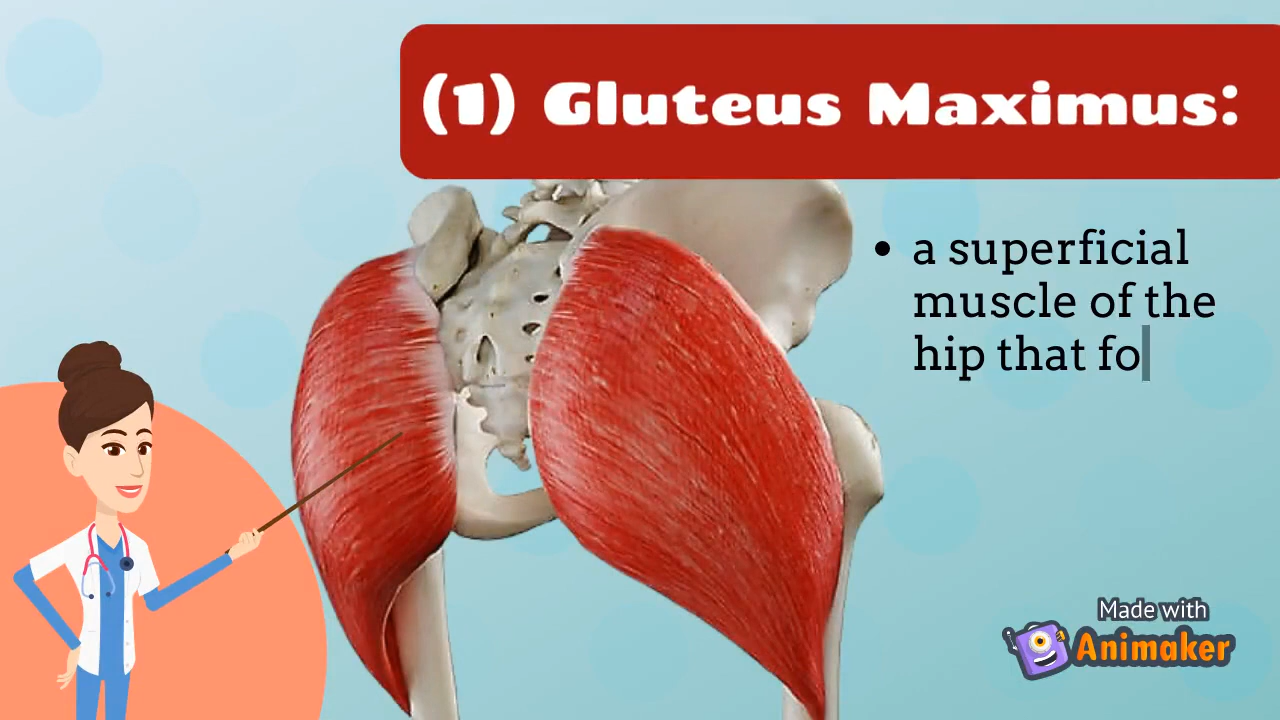 (1) Gluteus Maximus:
• a superficial
muscle of the
hip that fo
Made with
Animaker